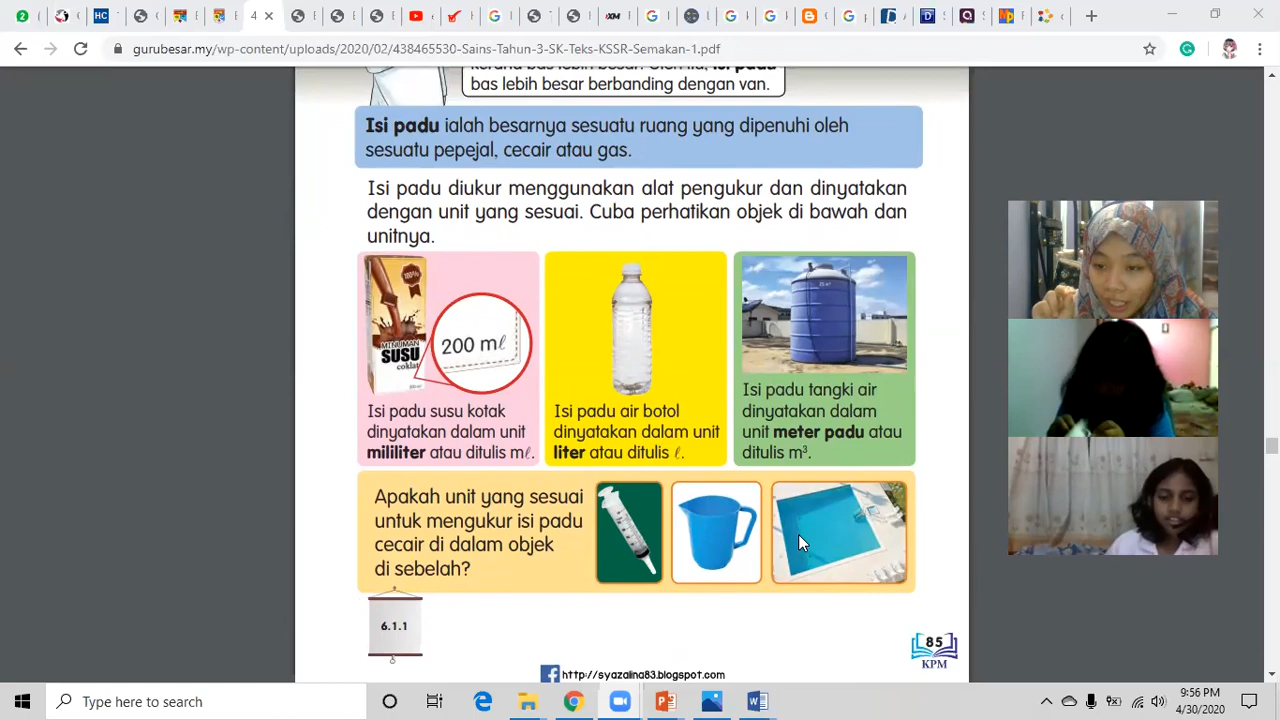 gurubesar.my/wp-content/uploads/2020/02/438465530-Sains-Tahun-3-SK-Teks-KSSR-Semakan-1.pdf
bas lebih besar berbanding dengan van.
Isi padu ialah besarnya sesuatu ruang yang dipenuhi oleh
sesuatu pepejal, cecair atau gas.
Isi padu diukur menggunakan alat pengukur dan dinyatakan
dengan unit yang sesuai. Cuba perhatikan objek di bawah dan
unitnya.
MENUMAN
SUSU
coklat
200 mℓ
Isi padu susu kotak
dinyatakan dalam unit
mililiter atau ditulis mℓ.
Isi padu air botol
dinyatakan dalam unit
liter atau ditulis ℓ.
Isi padu tangki air
dinyatakan dalam
unit meter padu atau
ditulis m³.
Apakah unit yang sesuai
untuk mengukur isi padu
cecair di dalam objek
di sebelah?
6.1.1
85
KPM
http://syazalina83.blogspot.com
Type here to search
9:56 PM
4/30/2020